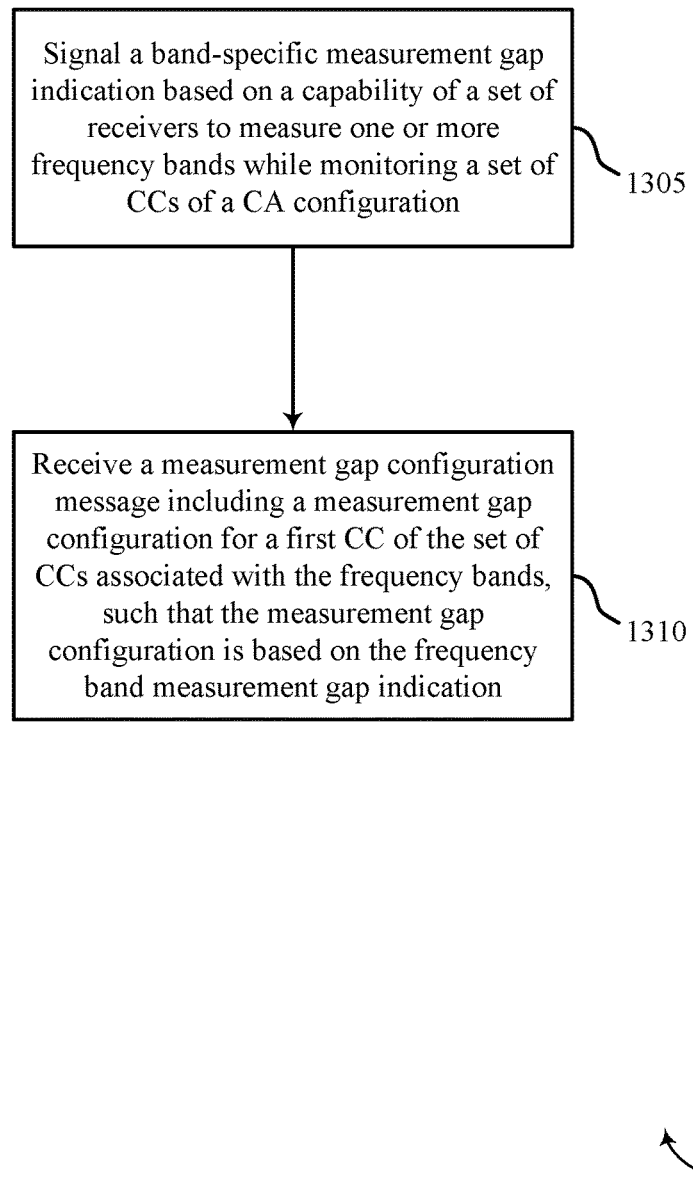 Signal a band-specific measurement gap
indication based on a capability of a set of
receivers to measure one or more
frequency bands while monitoring a set of
CCs of a CA configuration
1305
Receive a measurement gap configuration
message including a measurement gap
configuration for a first CC of the set of
CCs associated with the frequency bands,
such that the measurement gap
configuration is based on the frequency
band measurement gap indication
1310